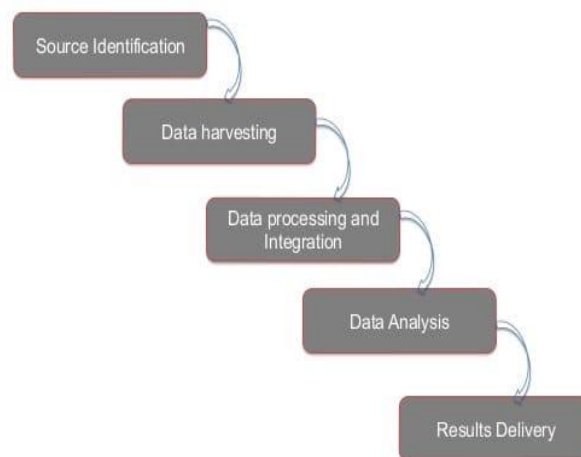 Source Identification
Data harvesting
Data processing and
Integration
Data Analysis
Results Delivery